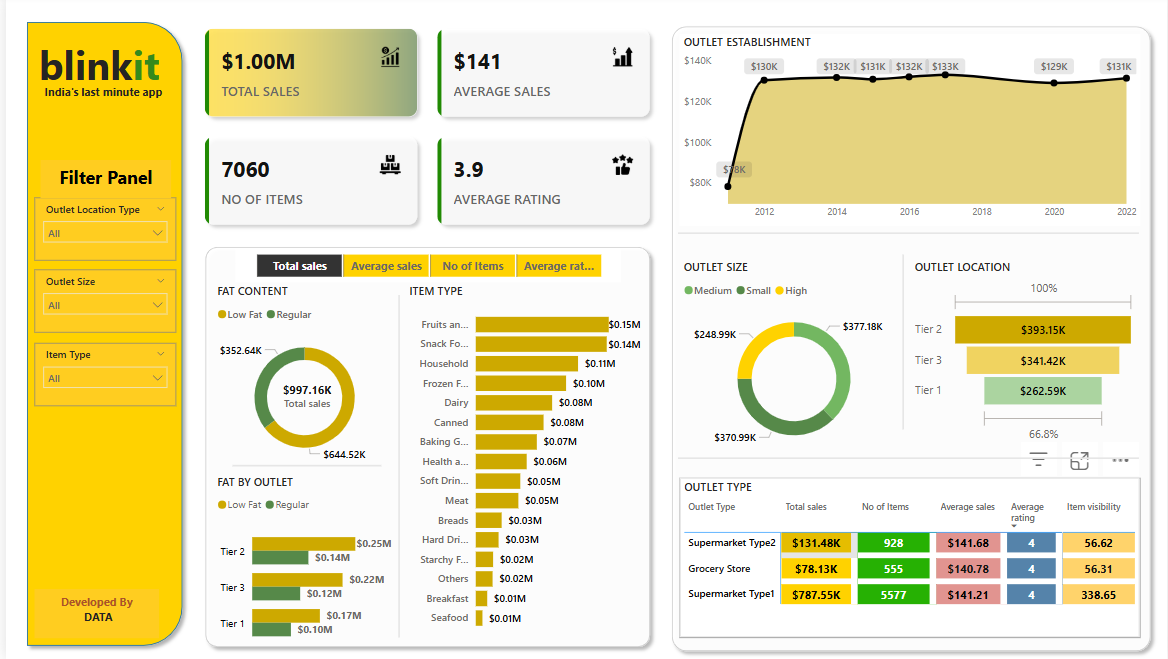 blinkit
India's last minute app
Filter Panel
Outlet Location Type
All
Outlet Size
All
Item Type
All
Developed By
DATA
$1.00M
TOTAL SALES
$141
AVERAGE SALES
7060
NO OF ITEMS
3.9
AVERAGE RATING
Total sales Average sales No of Items Average rat...
FAT CONTENT
Low Fat Regular
$352.64K
$997.16K
Total sales
$644.52K
FAT BY OUTLET
Low Fat Regular
Tier 2 $0.25M
$0.14M
Tier 3 $0.22M
$0.12M
Tier 1 $0.17M
$0.10M
ITEM TYPE
Fruits an... $0.15M
Snack Fo... $0.14M
Household $0.11M
Frozen F... $0.10M
Dairy $0.08M
Canned $0.08M
Baking G... $0.07M
Health a... $0.06M
Soft Drin... $0.05M
Meat $0.05M
Breads $0.03M
Hard Dri... $0.03M
Starchy F... $0.02M
Others $0.02M
Breakfast $0.01M
Seafood $0.01M
OUTLET ESTABLISHMENT
$140K
$120K
$100K
$80K
$78K $130K $132K $131K $132K $133K $129K $131K
2012 2014 2016 2018 2020 2022
OUTLET SIZE
Medium Small High
$248.99K
$377.18K
$370.99K
OUTLET LOCATION
100%
Tier 2 $393.15K
Tier 3 $341.42K
Tier 1 $262.59K
66.8%
OUTLET TYPE
Outlet Type Total sales No of Items Average sales Average rating Item visibility
Supermarket Type2 $131.48K 928 $141.68 4 56.62
Grocery Store $78.13K 555 $140.78 4 56.31
Supermarket Type1 $787.55K 5577 $141.21 4 338.65